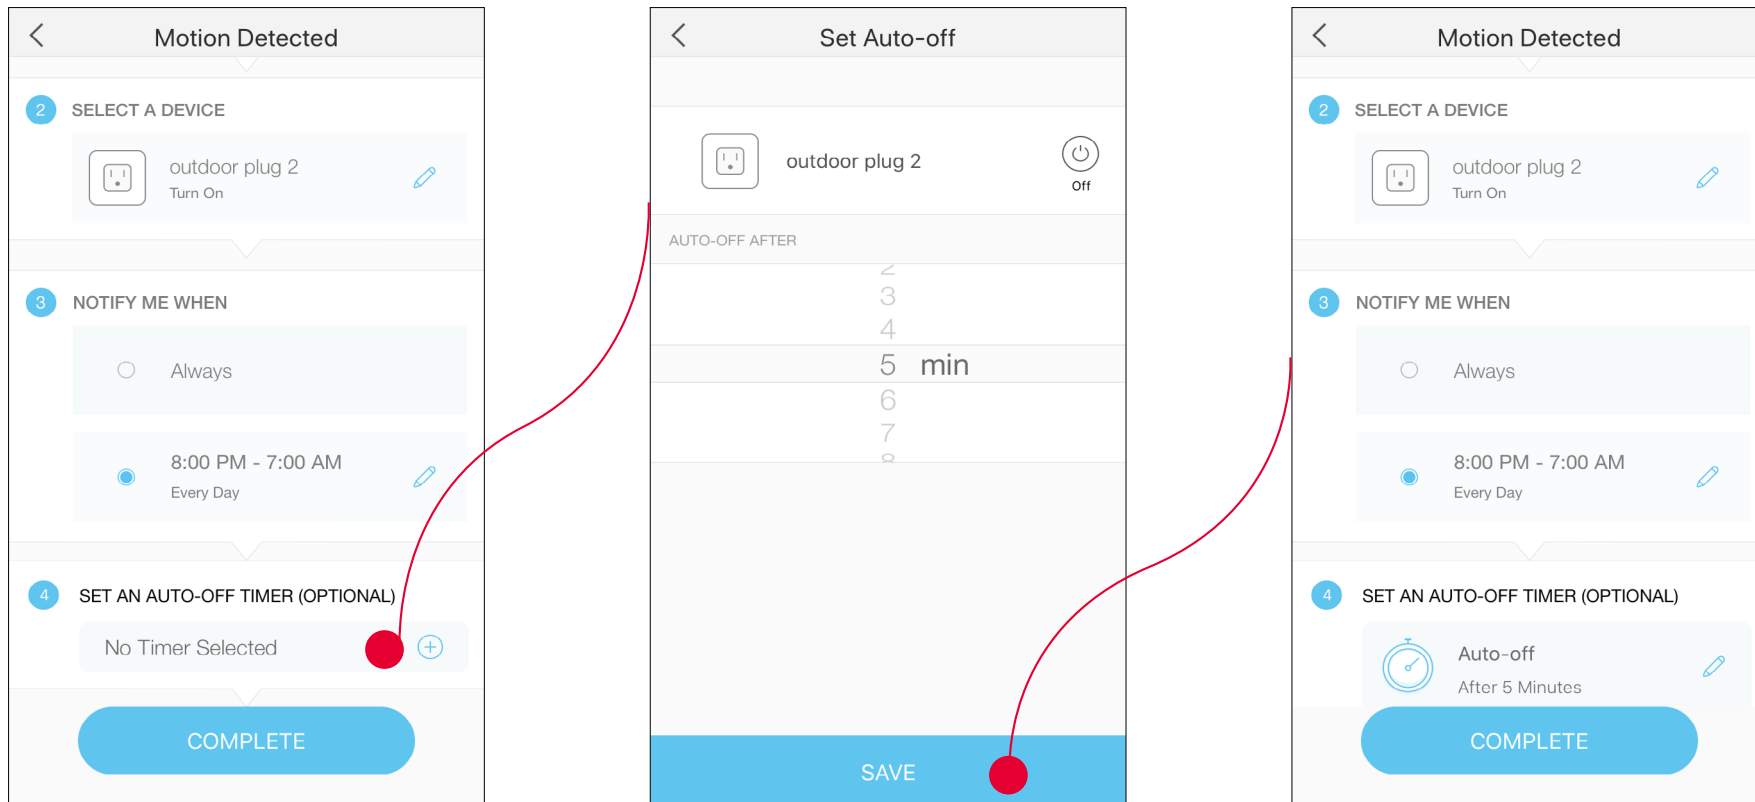 Motion Detected
2 SELECT A DEVICE
outdoor plug 2
Turn On
3 NOTIFY ME WHEN
Always
8:00 PM - 7:00 AM
Every Day
4 SET AN AUTO-OFF TIMER (OPTIONAL)
No Timer Selected
COMPLETE
Set Auto-off
outdoor plug 2
Off
AUTO-OFF AFTER
2
3
4
5 min
6
7
8
SAVE
Motion Detected
2 SELECT A DEVICE
outdoor plug 2
Turn On
3 NOTIFY ME WHEN
Always
8:00 PM - 7:00 AM
Every Day
4 SET AN AUTO-OFF TIMER (OPTIONAL)
Auto-off
After 5 Minutes
COMPLETE